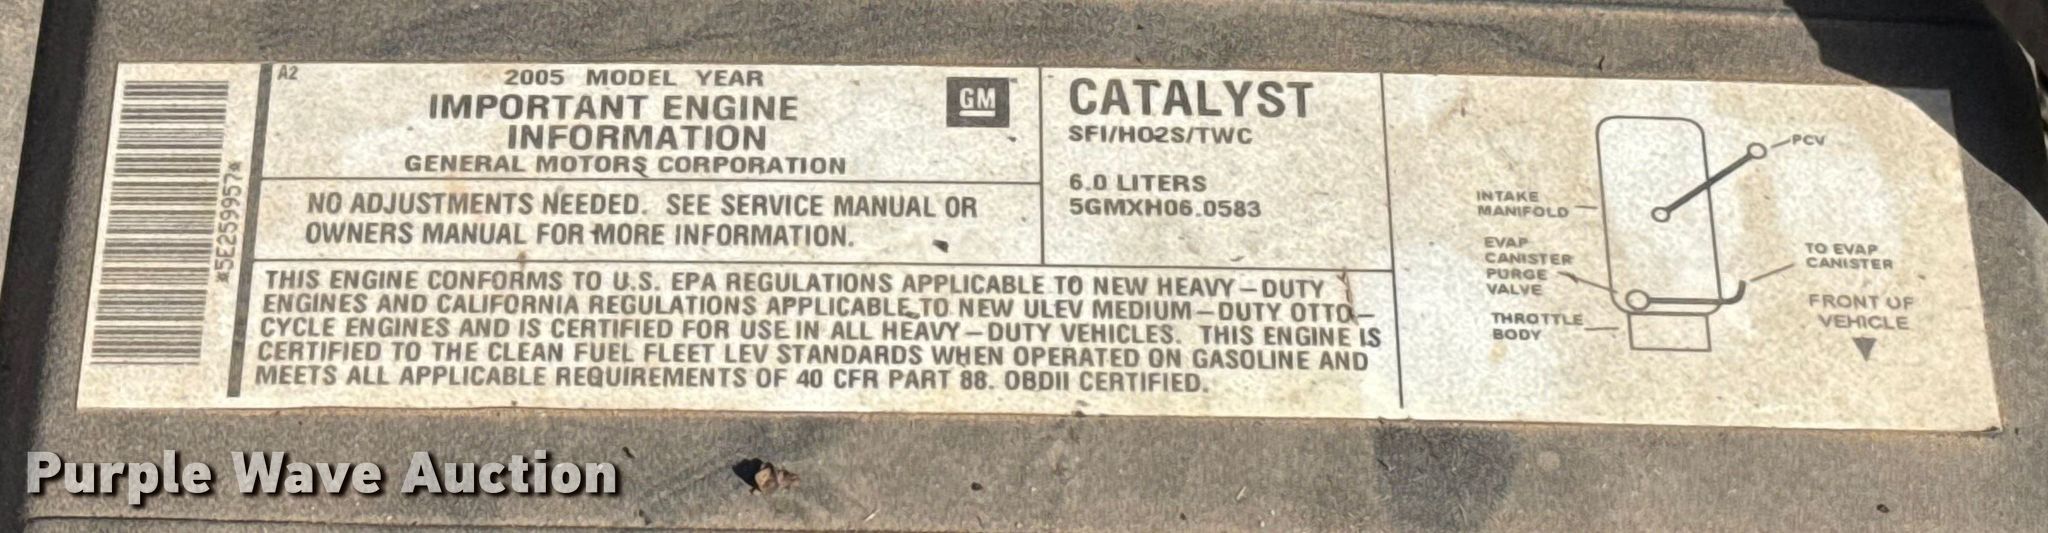 A2
2005 MODEL YEAR
IMPORTANT ENGINE
INFORMATION
GENERAL MOTORS CORPORATION
GM
NO ADJUSTMENTS NEEDED. SEE SERVICE MANUAL OR
OWNERS MANUAL FOR MORE INFORMATION.
CATALYST
SFI/HO2S/TWC
6.0 LITERS
5GMXH06.0583
THIS ENGINE CONFORMS TO U.S. EPA REGULATIONS APPLICABLE TO NEW HEAVY-DUTY
ENGINES AND CALIFORNIA REGULATIONS APPLICABLE TO NEW ULEV MEDIUM-DUTY OTTO-
CYCLE ENGINES AND IS CERTIFIED FOR USE IN ALL HEAVY-DUTY VEHICLES. THIS ENGINE IS
CERTIFIED TO THE CLEAN FUEL FLEET LEV STANDARDS WHEN OPERATED ON GASOLINE AND
MEETS ALL APPLICABLE REQUIREMENTS OF 40 CFR PART 88. OBDII CERTIFIED.
*5E259957*
PCV
INTAKE
MANIFOLD
EVAP
CANISTER
PURGE
VALVE
THROTTLE
BODY
TO EVAP
CANISTER
FRONT OF
VEHICLE
Purple Wave Auction